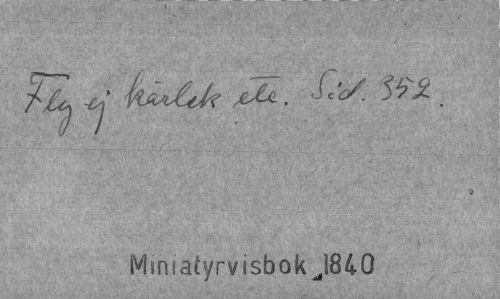 Fly ej kärlek etc. Sid. 352.
Miniatyrvisbok 1840